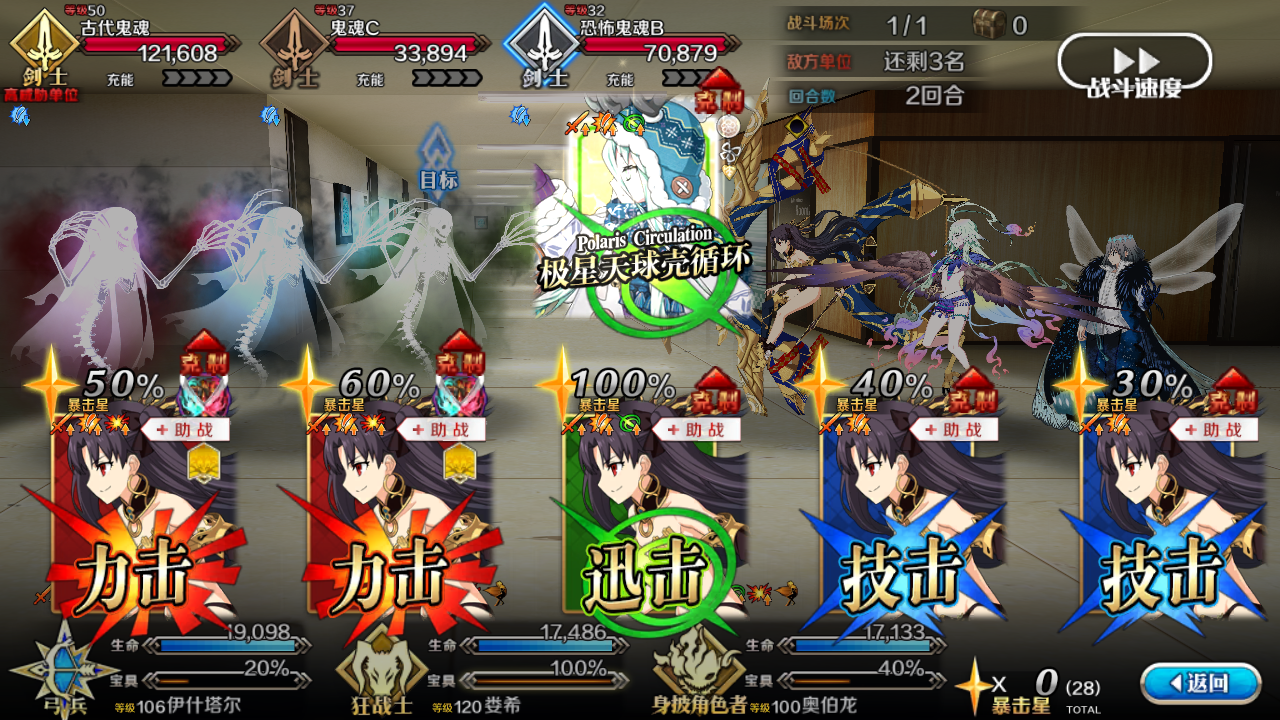 等级50
古代鬼魂
121,608
剑士
充能
高威胁单位
等级37
鬼魂C
33,894
剑士
充能
等级32
恐怖鬼魂B
70,879
剑士
充能
战斗场次 1/1 0
敌方单位 还剩3名
回合数 2回合
战斗速度
目标
克制
Polaris Circulation
极星天球壳循环
50%
暴击星
克制
助战
力击
60%
暴击星
克制
助战
力击
100%
暴击星
克制
助战
迅击
40%
暴击星
克制
助战
技击
30%
暴击星
克制
助战
技击
生命 19,098
宝具 20%
弓兵
等级106伊什塔尔
生命 17,486
宝具 100%
狂战士
等级120娄希
生命 17,133
宝具 40%
身披角色者
等级100奥伯龙
X 0 (28)
暴击星 TOTAL
返回